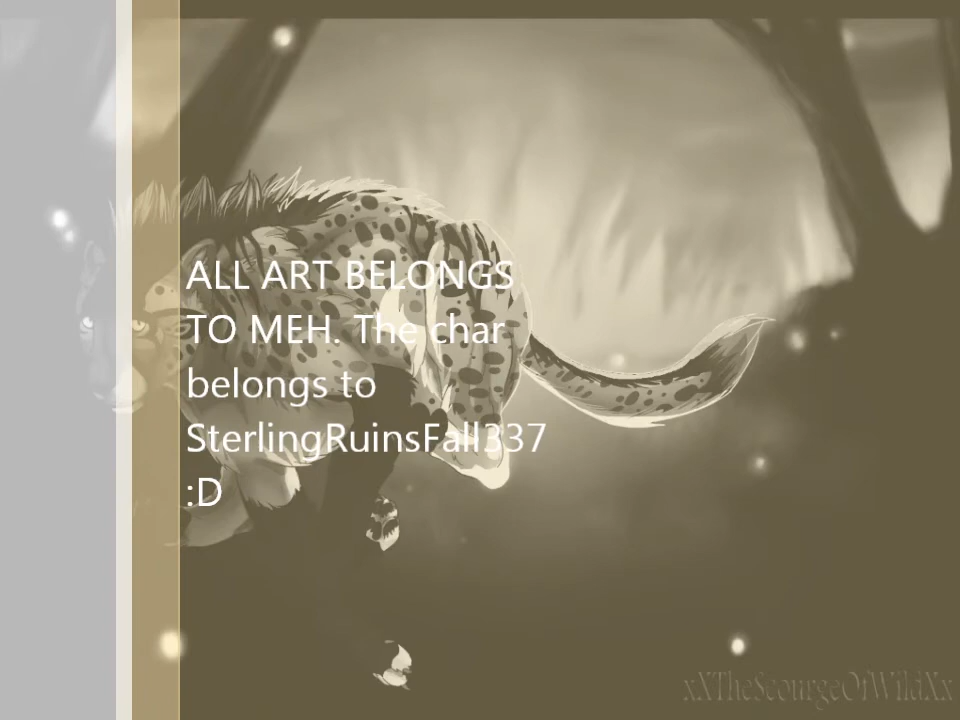 ALL ART BELONGS
TO MEH. The char
belongs to
SterlingRuinsFall337
:D
xXTheScourgeOfWildXx